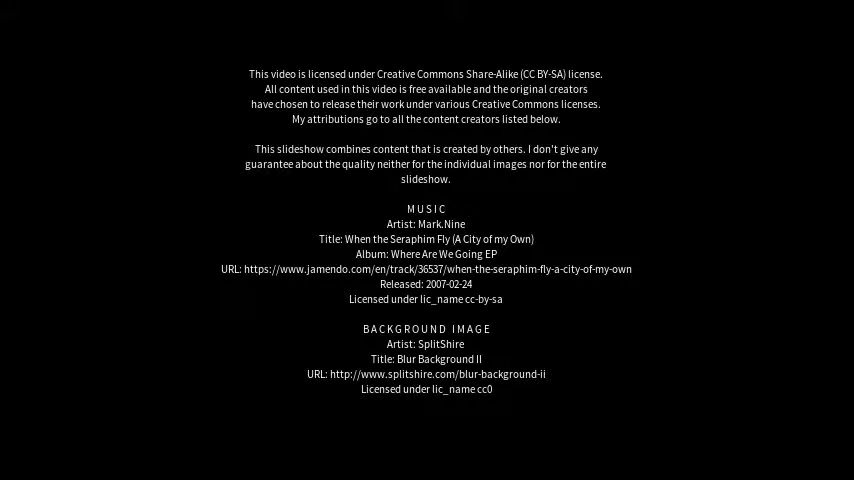 This video is licensed under Creative Commons Share-Alike (CC BY-SA) license.
All content used in this video is free available and the original creators
have chosen to release their work under various Creative Commons licenses.
My attributions go to all the content creators listed below.
This slideshow combines content that is created by others. I don't give any
guarantee about the quality neither for the individual images nor for the entire
slideshow.
MUSIC
Artist: Mark.Nine
Title: When the Seraphim Fly (A City of my Own)
Album: Where Are We Going EP
URL: https://www.jamendo.com/en/track/36537/when-the-seraphim-fly-a-city-of-my-own
Released: 2007-02-24
Licensed under lic_name cc-by-sa
BACKGROUND IMAGE
Artist: SplitShire
Title: Blur Background II
URL: http://www.splitshire.com/blur-background-ii
Licensed under lic_name cc0